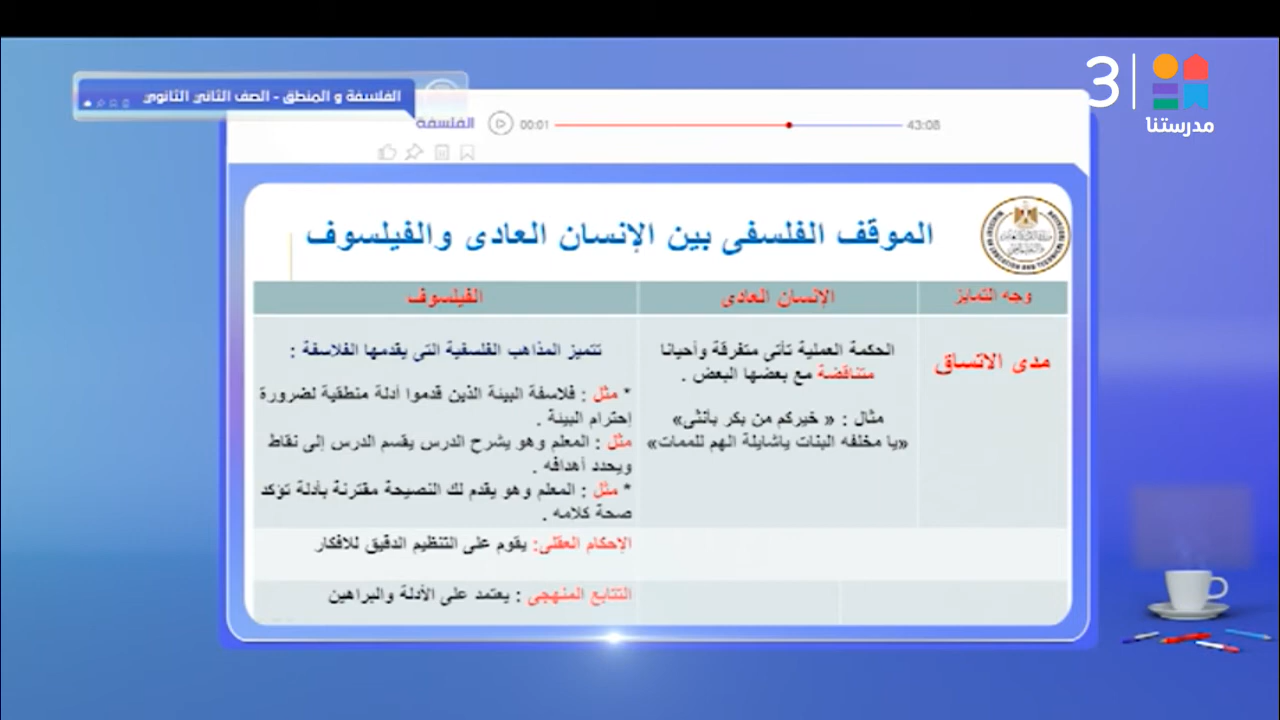 3
مدرستنا
الفلاسفة و المنطق - الصف الثاني الثانوي
الفلسفة
00:01
43:08
الموقف الفلسفى بين الإنسان العادى والفيلسوف
وجه التمايز
الإنسان العادى
الفيلسوف
مدى الاتساق
الحكمة العملية تأتى متفرقة وأحيانا
متناقضة مع بعضها البعض .
مثال : « خيركم من بكر بأنثى»
«يا مخلفه البنات ياشايلة الهم للممات»
تتميز المذاهب الفلسفية التى يقدمها الفلاسفة :
* مثل : فلاسفة البيئة الذين قدموا أدلة منطقية لضرورة
إحترام البيئة .
مثل : المعلم وهو يشرح الدرس يقسم الدرس إلى نقاط
ويحدد أهدافه .
* مثل : المعلم وهو يقدم لك النصيحة مقترنة بأدلة تؤكد
صحة كلامه .
الإحكام العقلى: يقوم على التنظيم الدقيق للافكار
التتابع المنهجى : يعتمد على الأدلة والبراهين